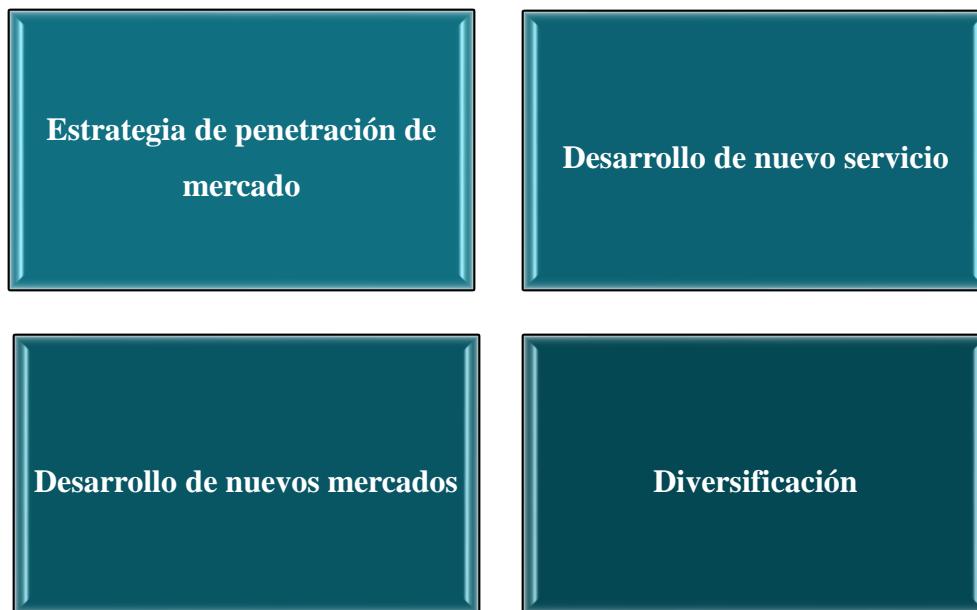 Estrategia de penetración de
mercado
Desarrollo de nuevo servicio
Desarrollo de nuevos mercados
Diversificación